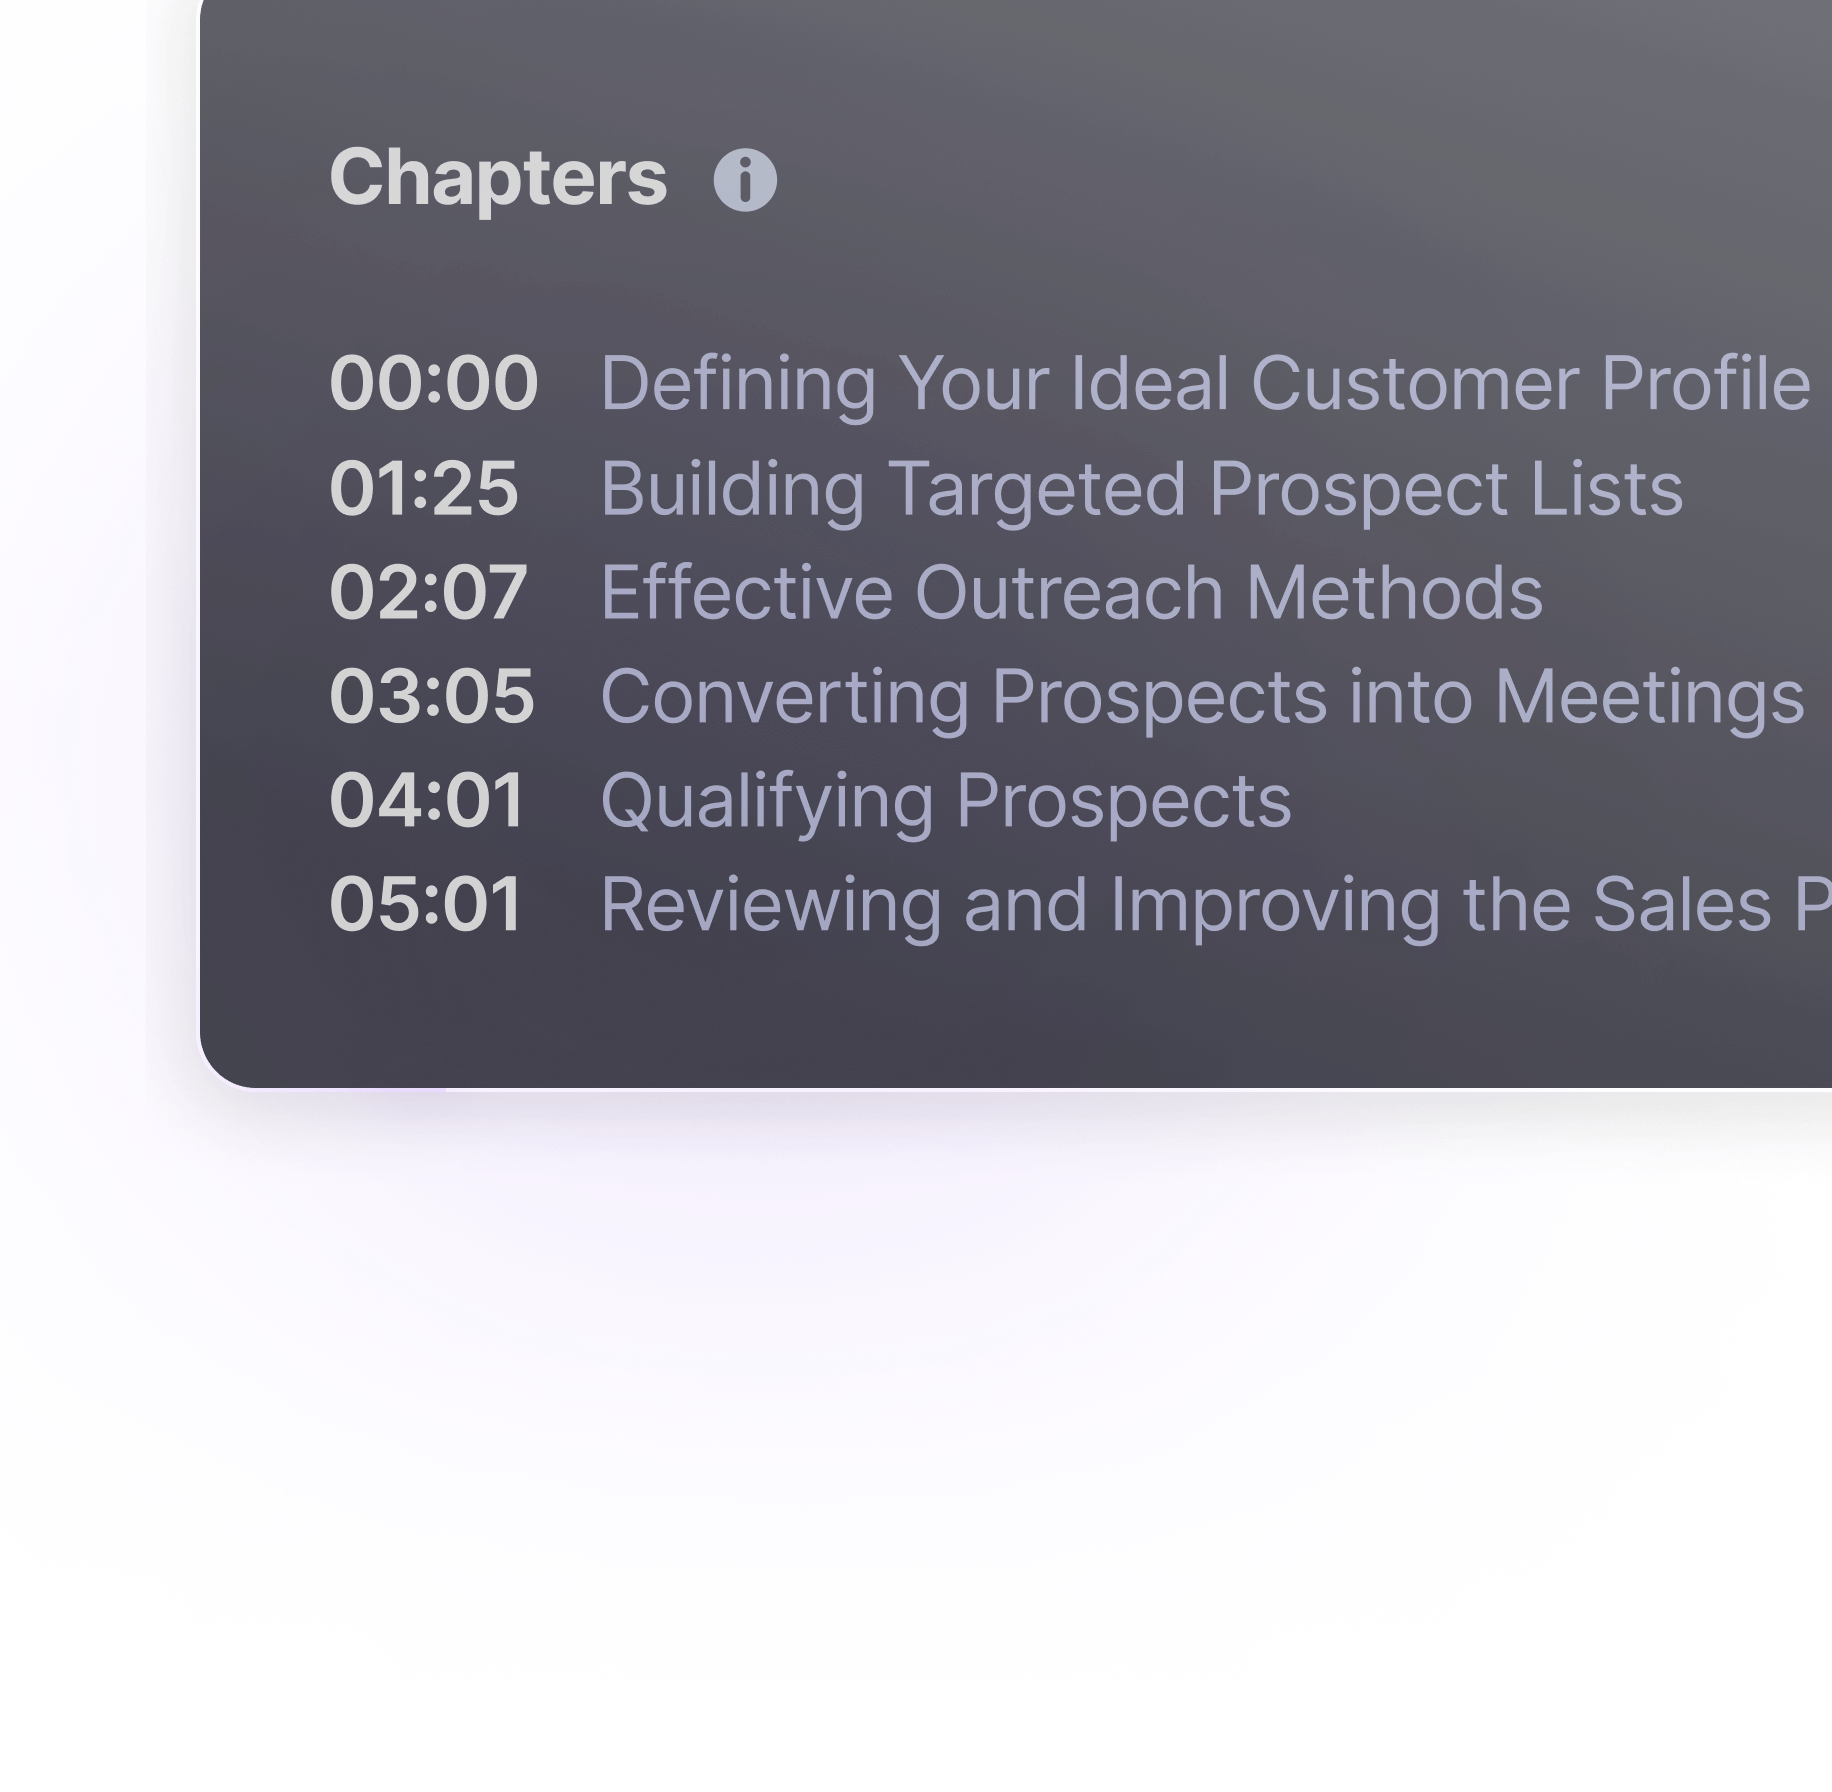 Chapters
00:00 Defining Your Ideal Customer Profile
01:25 Building Targeted Prospect Lists
02:07 Effective Outreach Methods
03:05 Converting Prospects into Meetings
04:01 Qualifying Prospects
05:01 Reviewing and Improving the Sales P